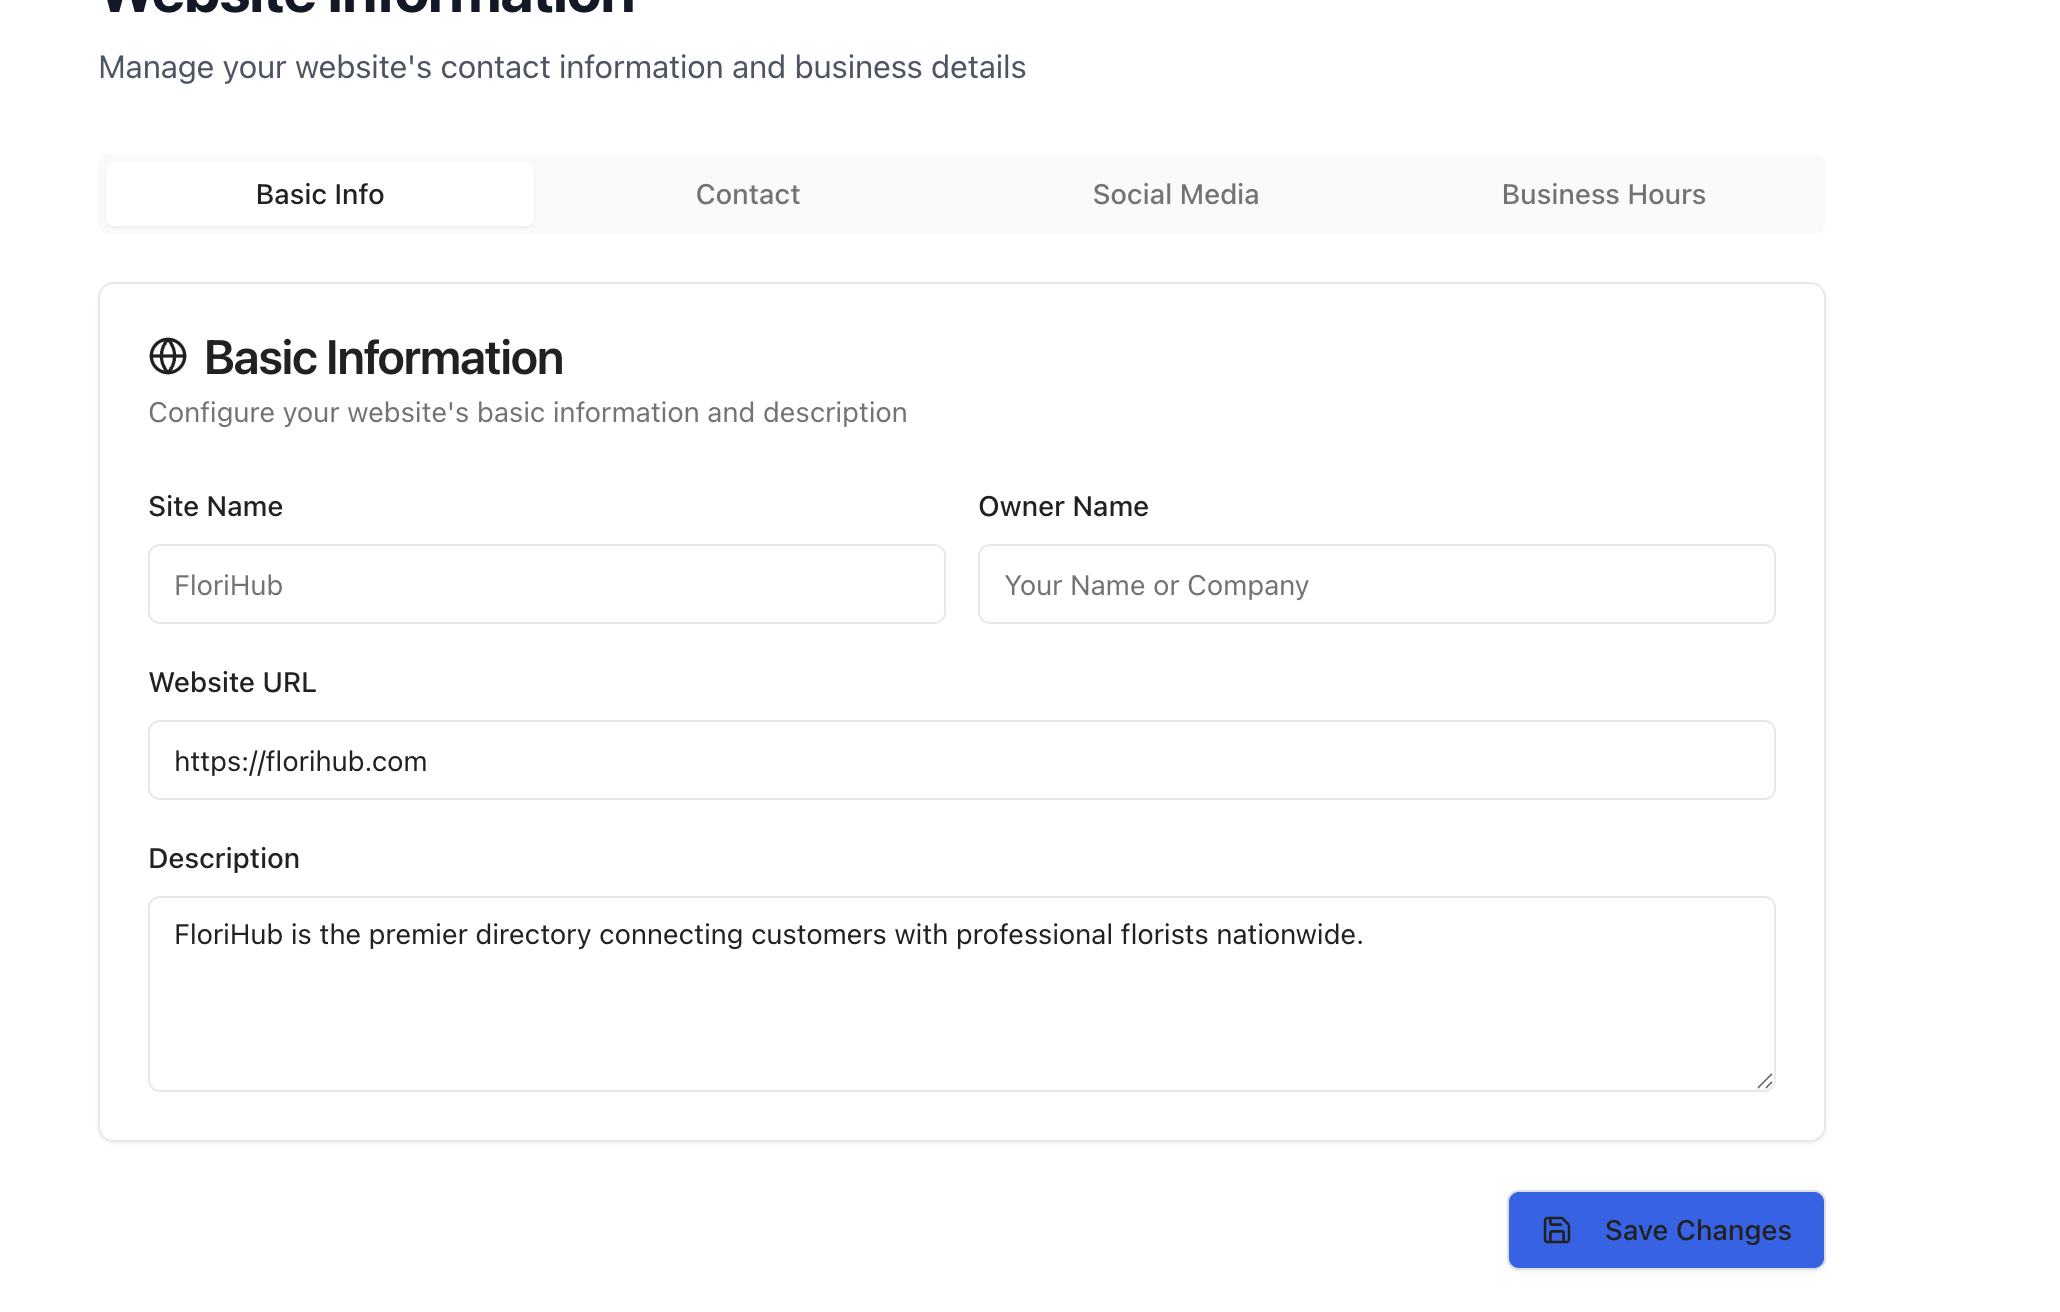 Website Information
Manage your website's contact information and business details
Basic Info
Contact
Social Media
Business Hours
Basic Information
Configure your website's basic information and description
Site Name
Owner Name
FloriHub
Your Name or Company
Website URL
https://florihub.com
Description
FloriHub is the premier directory connecting customers with professional florists nationwide.
Save Changes